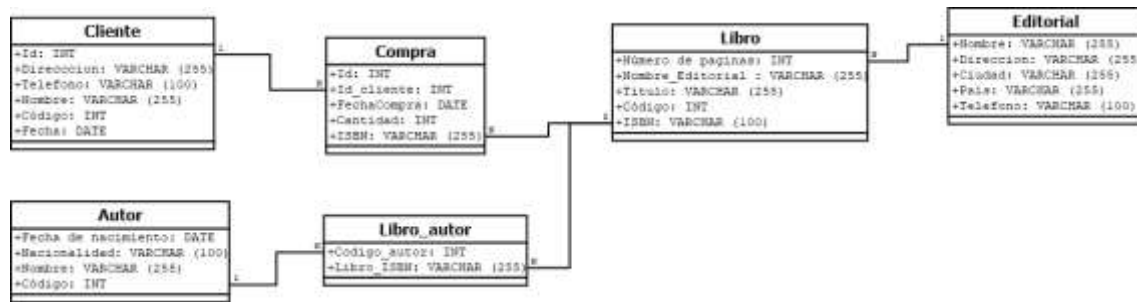 Cliente
+Id: INT
+Direccion: VARCHAR (255)
+Telefono: VARCHAR (100)
+Nombre: VARCHAR (255)
+Código: INT
+Fecha: DATE
1
N
Compra
+Id: INT
+Id_cliente: INT
+FechaCompra: DATE
+Cantidad: INT
+ISBN: VARCHAR (255)
N
1
Libro
+Número de paginas: INT
+Nombre_Editorial : VARCHAR (255)
+Titulo: VARCHAR (255)
+Código: INT
+ISBN: VARCHAR (100)
N
1
Editorial
+Nombre: VARCHAR (255)
+Direccion: VARCHAR (255
+Ciudad: VARCHAR (255)
+Pais: VARCHAR (255)
+Telefono: VARCHAR (100)
Autor
+Fecha de nacimiento: DATE
+Nacionalidad: VARCHAR (100)
+Nombre: VARCHAR (255)
+Código: INT
1
N
Libro_autor
+Codigo_autor: INT
+Libro_ISBN: VARCHAR (255)
N